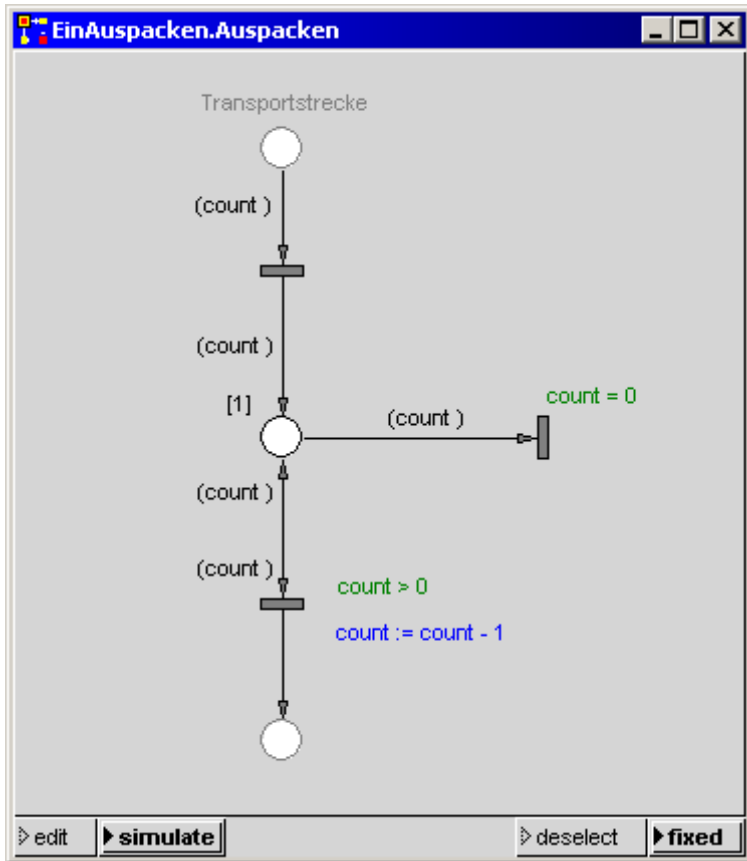 EinAuspacken.Auspacken
Transportstrecke
(count )
(count )
[1]
(count )
count = 0
(count )
(count )
count > 0
count := count - 1
edit
simulate
deselect
fixed